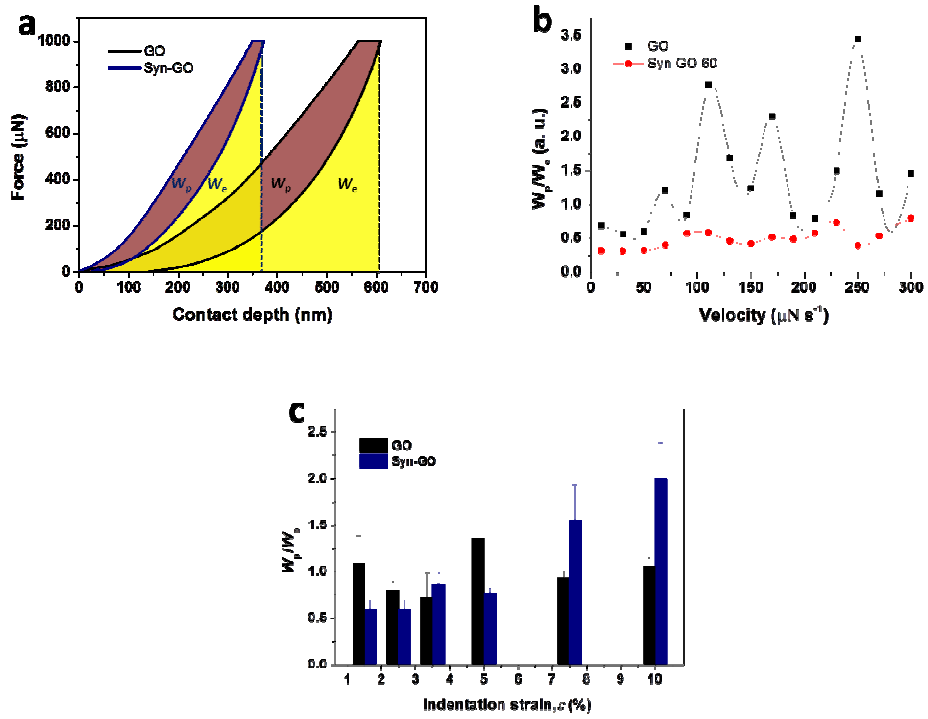 a
1000
800
600
400
200
0
Force (μN)
GO
Syn-GO
Wp
We
Wp
We
0 100 200 300 400 500 600 700
Contact depth (nm)
b
3.5
3.0
2.5
2.0
1.5
1.0
0.5
0.0
Wp/We (a. u.)
GO
Syn GO 60
0 50 100 150 200 250 300
Velocity (μN s⁻¹)
c
2.5
2.0
1.5
1.0
0.5
0.0
GO
Syn-GO
1 2 3 4 5 6 7 8 9 10
Indentation strain, ε (%)